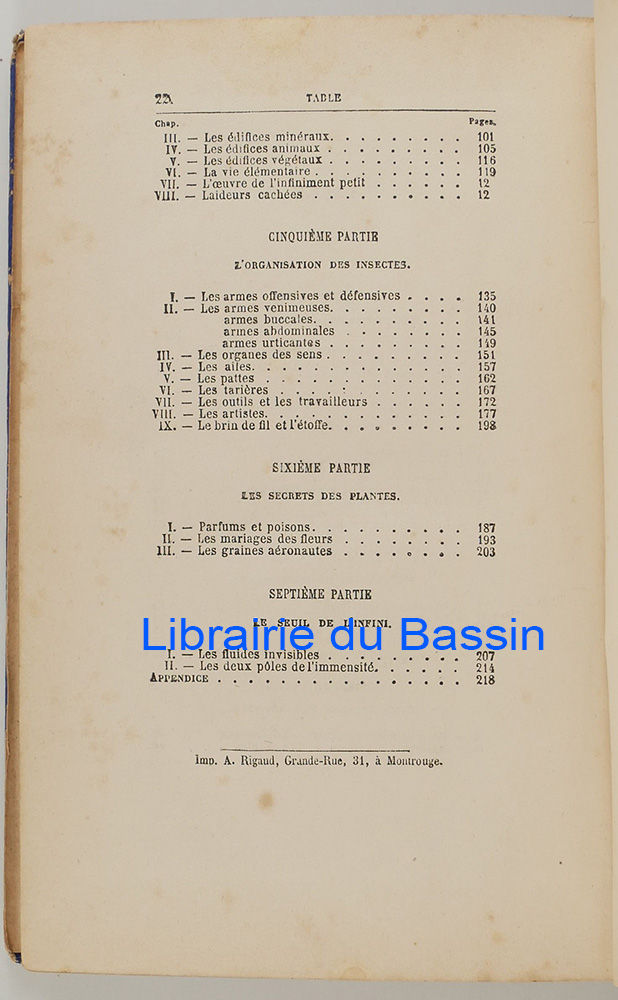 TABLE
Chap. Pages.
III. — Les édifices minéraux. . . . . . . . . 101
IV. — Les édifices animaux . . . . . . . . . 105
V. — Les édifices végétaux . . . . . . . . . 116
VI. — La vie élémentaire . . . . . . . . . . 119
VII. — L'œuvre de l'infiniment petit . . . . . . 12
VIII. — Laideurs cachées . . . . . . . . . . 12
CINQUIÈME PARTIE
L'ORGANISATION DES INSECTES.
I. — Les armes offensives et défensives . . . . 135
II. — Les armes venimeuses. . . . . . . . . 140
armes buccales. . . . . . . . . . 141
armes abdominales . . . . . . . . 145
armes urticantes . . . . . . . . . 149
III. — Les organes des sens . . . . . . . . . 151
IV. — Les ailes. . . . . . . . . . . . . . 157
V. — Les pattes . . . . . . . . . . . . . 162
VI. — Les tarières . . . . . . . . . . . . 167
VII. — Les outils et les travailleurs . . . . . . 172
VIII. — Les artistes. . . . . . . . . . . . . 177
IX. — Le brin de fil et l'étoffe. . . . . . . . 198
SIXIÈME PARTIE
LES SECRETS DES PLANTES.
I. — Parfums et poisons. . . . . . . . . . 187
II. — Les mariages des fleurs . . . . . . . . 193
III. — Les graines aéronautes . . . . . . . . 203
SEPTIÈME PARTIE
LE SEUIL DE L'INFINI.
Librairie du Bassin
I. — Les fluides invisibles . . . . . . . . . 207
II. — Les deux pôles de l'immensité. . . . . . 214
APPENDICE . . . . . . . . . . . . . . . . 218
Imp. A. Rigaud, Grande-Rue, 31, à Montrouge.